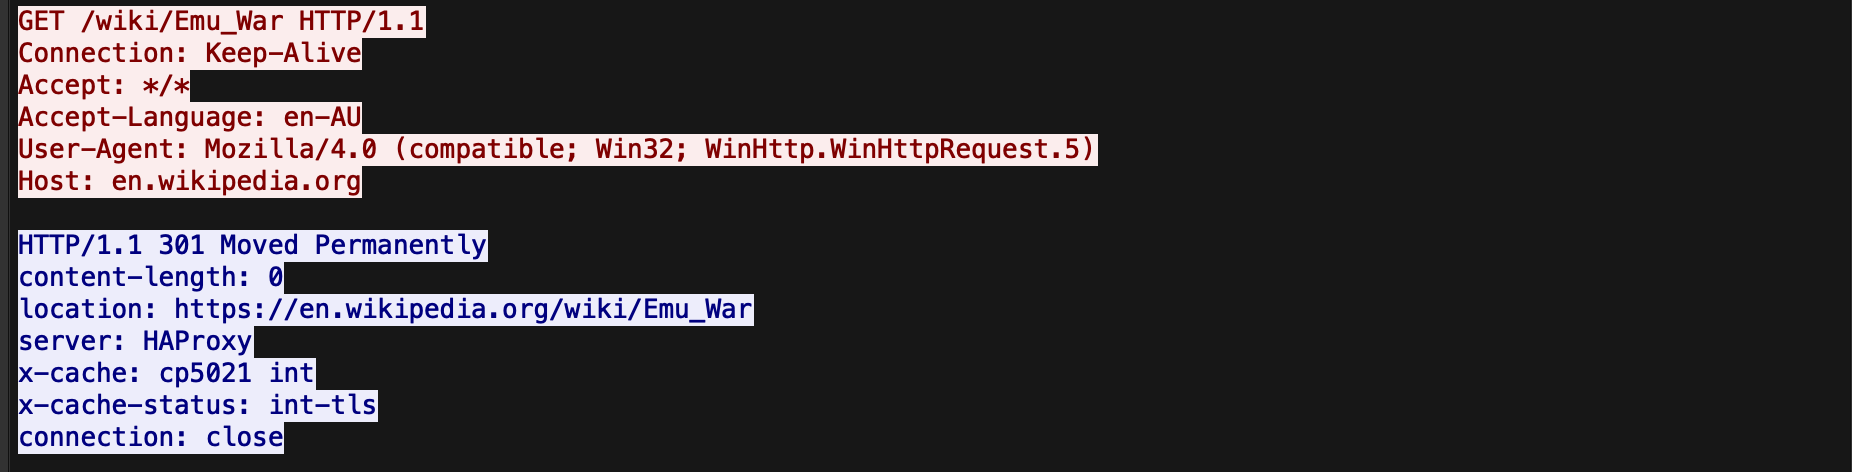 GET /wiki/Emu_War HTTP/1.1
Connection: Keep-Alive
Accept: */*
Accept-Language: en-AU
User-Agent: Mozilla/4.0 (compatible; Win32; WinHttp.WinHttpRequest.5)
Host: en.wikipedia.org

HTTP/1.1 301 Moved Permanently
content-length: 0
location: https://en.wikipedia.org/wiki/Emu_War
server: HAProxy
x-cache: cp5021 int
x-cache-status: int-tls
connection: close